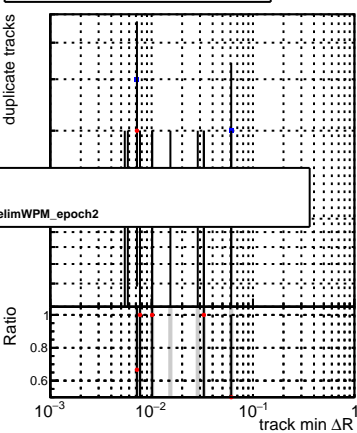 duplicate tracks
elimWPM_epoch2
Ratio
1
0.8
0.6
10⁻³ 10⁻² 10⁻¹ 1
track min ΔR